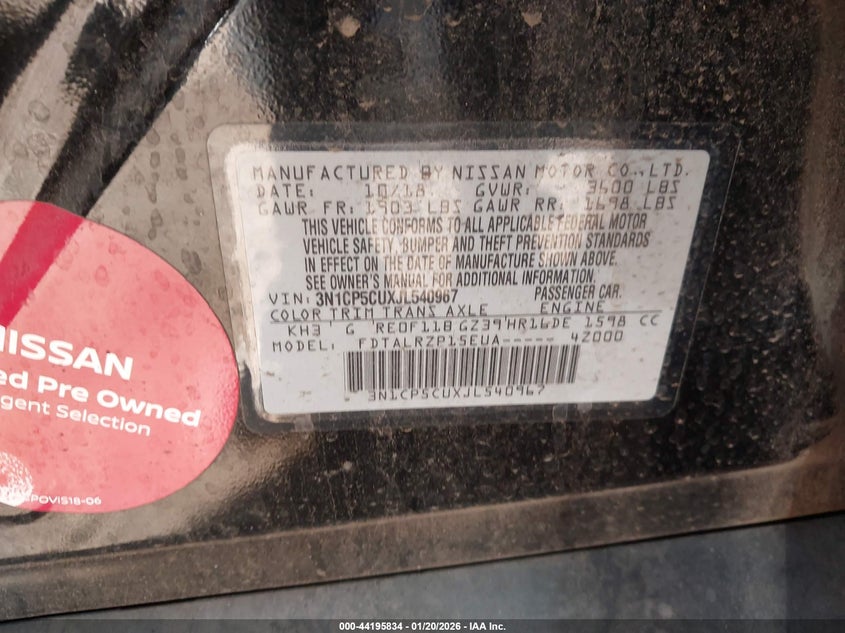 MANUFACTURED BY NISSAN MOTOR CO., LTD.
DATE: 10/18 GVWR: 3600 LBS
GAWR FR: 1903 LBS GAWR RR: 1698 LBS
THIS VEHICLE CONFORMS TO ALL APPLICABLE FEDERAL MOTOR
VEHICLE SAFETY, BUMPER AND THEFT PREVENTION STANDARDS
IN EFFECT ON THE DATE OF MANUFACTURE SHOWN ABOVE.
SEE OWNER'S MANUAL FOR ADDITIONAL INFORMATION.
VIN: 3N1CP5CUXJL540967 PASSENGER CAR
COLOR TRIM TRANS AXLE ENGINE
KH3 G RE0F11B GZ39 HR16DE 1598 CC
MODEL: FDTALRZP15EUA----- 4Z000
3N1CP5CUXJL540967
NISSAN
ed Pre Owned
gent Selection
POVIS18-06
000-44195834 - 01/20/2026 - IAA Inc.